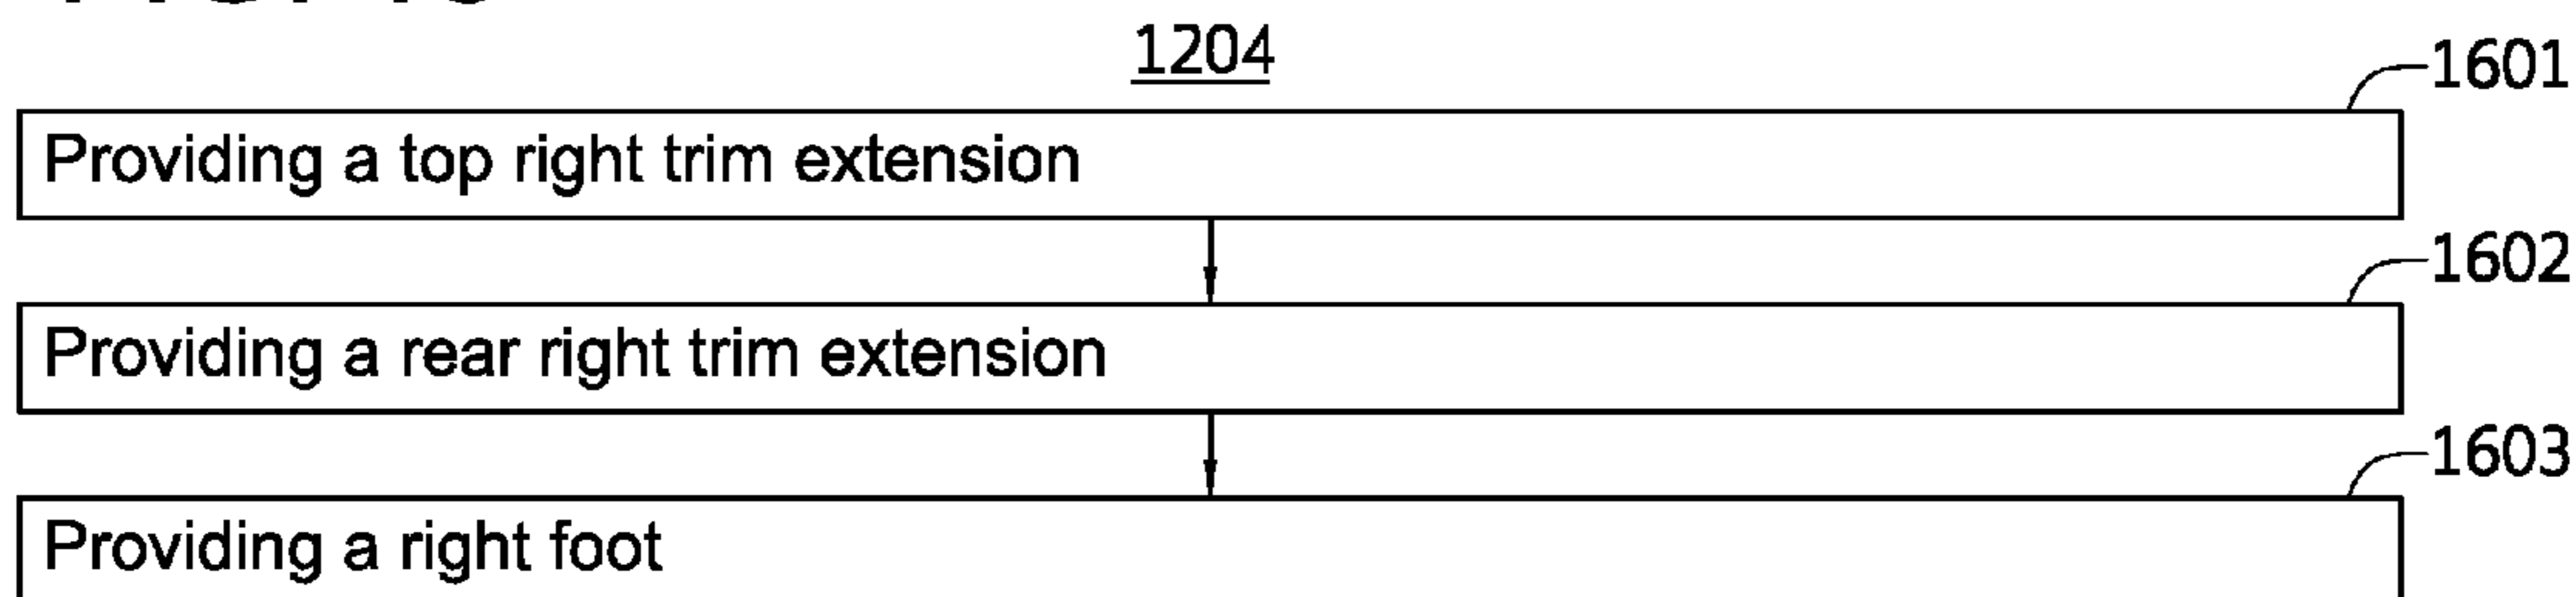 1204
1601
Providing a top right trim extension
1602
Providing a rear right trim extension
1603
Providing a right foot